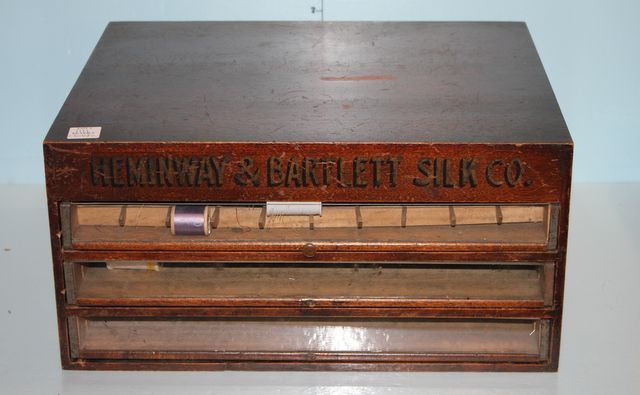 HEMINWAY & BARTLETT SILK CO.